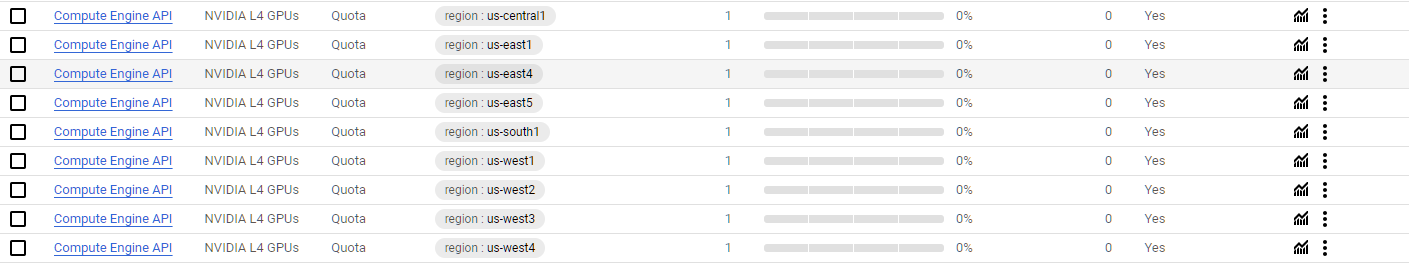 Compute Engine API NVIDIA L4 GPUs Quota region : us-central1 1 0% 0 Yes
Compute Engine API NVIDIA L4 GPUs Quota region : us-east1 1 0% 0 Yes
Compute Engine API NVIDIA L4 GPUs Quota region : us-east4 1 0% 0 Yes
Compute Engine API NVIDIA L4 GPUs Quota region : us-east5 1 0% 0 Yes
Compute Engine API NVIDIA L4 GPUs Quota region : us-south1 1 0% 0 Yes
Compute Engine API NVIDIA L4 GPUs Quota region : us-west1 1 0% 0 Yes
Compute Engine API NVIDIA L4 GPUs Quota region : us-west2 1 0% 0 Yes
Compute Engine API NVIDIA L4 GPUs Quota region : us-west3 1 0% 0 Yes
Compute Engine API NVIDIA L4 GPUs Quota region : us-west4 1 0% 0 Yes